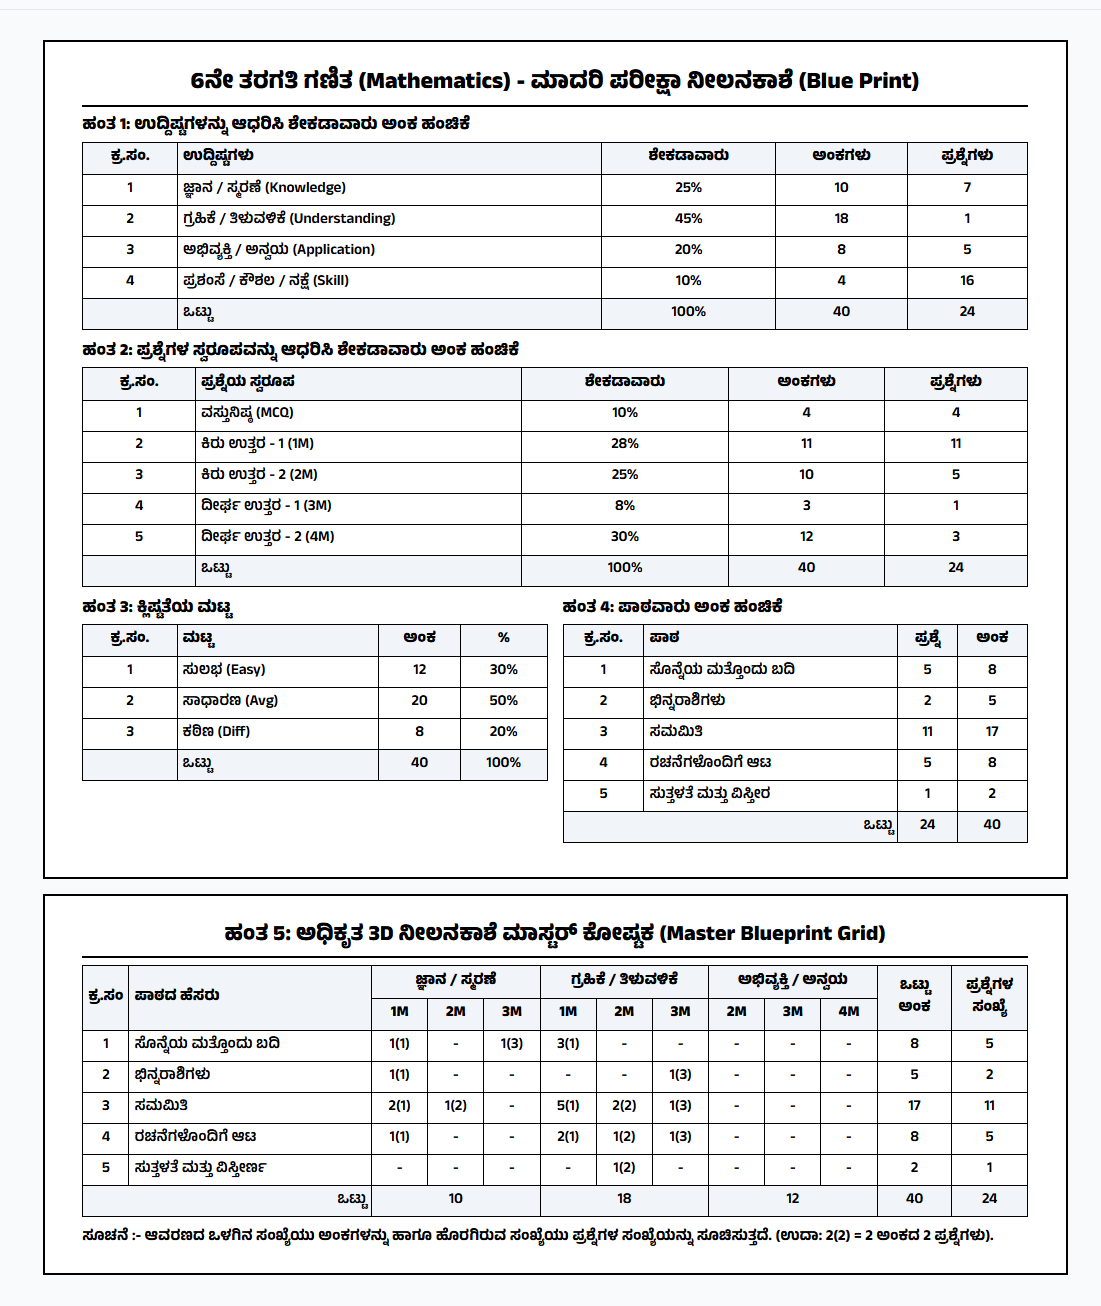 6ನೇ ತರಗತಿ ಗಣಿತ (Mathematics) - ಮಾದರಿ ಪರೀಕ್ಷಾ ನೀಲನಕಾಶೆ (Blue Print)
ಹಂತ 1: ಉದ್ದಿಷ್ಟಗಳನ್ನು ಆಧರಿಸಿ ಶೇಕಡಾವಾರು ಅಂಕ ಹಂಚಿಕೆ
ಕ್ರ.ಸಂ. ಉದ್ದಿಷ್ಟಗಳು ಶೇಕಡಾವಾರು ಅಂಕಗಳು ಪ್ರಶ್ನೆಗಳು
1 ಜ್ಞಾನ / ಸ್ಮರಣೆ (Knowledge) 25% 10 7
2 ಗ್ರಹಿಕೆ / ತಿಳುವಳಿಕೆ (Understanding) 45% 18 1
3 ಅಭಿವ್ಯಕ್ತಿ / ಅನ್ವಯ (Application) 20% 8 5
4 ಪ್ರಶಂಸೆ / ಕೌಶಲ / ನಕ್ಷೆ (Skill) 10% 4 16
ಒಟ್ಟು 100% 40 24
ಹಂತ 2: ಪ್ರಶ್ನೆಗಳ ಸ್ವರೂಪವನ್ನು ಆಧರಿಸಿ ಶೇಕಡಾವಾರು ಅಂಕ ಹಂಚಿಕೆ
ಕ್ರ.ಸಂ. ಪ್ರಶ್ನೆಯ ಸ್ವರೂಪ ಶೇಕಡಾವಾರು ಅಂಕಗಳು ಪ್ರಶ್ನೆಗಳು
1 ವಸ್ತುನಿಷ್ಠ (MCQ) 10% 4 4
2 ಕಿರು ಉತ್ತರ - 1 (1M) 28% 11 11
3 ಕಿರು ಉತ್ತರ - 2 (2M) 25% 10 5
4 ದೀರ್ಘ ಉತ್ತರ - 1 (3M) 8% 3 1
5 ದೀರ್ಘ ಉತ್ತರ - 2 (4M) 30% 12 3
ಒಟ್ಟು 100% 40 24
ಹಂತ 3: ಕ್ಲಿಷ್ಟತೆಯ ಮಟ್ಟ
ಕ್ರ.ಸಂ. ಮಟ್ಟ ಅಂಕ %
1 ಸುಲಭ (Easy) 12 30%
2 ಸಾಧಾರಣ (Avg) 20 50%
3 ಕಠಿಣ (Diff) 8 20%
ಒಟ್ಟು 40 100%
ಹಂತ 4: ಪಾಠವಾರು ಅಂಕ ಹಂಚಿಕೆ
ಕ್ರ.ಸಂ. ಪಾಠ ಪ್ರಶ್ನೆ ಅಂಕ
1 ಸೊನ್ನೆಯ ಮತ್ತೊಂದು ಬದಿ 5 8
2 ಭಿನ್ನರಾಶಿಗಳು 2 5
3 ಸಮಮಿತಿ 11 17
4 ರಚನೆಗಳೊಂದಿಗೆ ಆಟ 5 8
5 ಸುತ್ತಳತೆ ಮತ್ತು ವಿಸ್ತೀರ 1 2
ಒಟ್ಟು 24 40
ಹಂತ 5: ಅಧಿಕೃತ 3D ನೀಲನಕಾಶೆ ಮಾಸ್ಟರ್ ಕೋಷ್ಟಕ (Master Blueprint Grid)
ಕ್ರ.ಸಂ ಪಾಠದ ಹೆಸರು ಜ್ಞಾನ / ಸ್ಮರಣೆ ಗ್ರಹಿಕೆ / ತಿಳುವಳಿಕೆ ಅಭಿವ್ಯಕ್ತಿ / ಅನ್ವಯ ಒಟ್ಟು ಅಂಕ ಪ್ರಶ್ನೆಗಳ ಸಂಖ್ಯೆ
1M 2M 3M 1M 2M 3M 2M 3M 4M
1 ಸೊನ್ನೆಯ ಮತ್ತೊಂದು ಬದಿ 1(1) - 1(3) 3(1) - - - - - 8 5
2 ಭಿನ್ನರಾಶಿಗಳು 1(1) - - - - 1(3) - - - 5 2
3 ಸಮಮಿತಿ 2(1) 1(2) - 5(1) 2(2) 1(3) - - - 17 11
4 ರಚನೆಗಳೊಂದಿಗೆ ಆಟ 1(1) - - 2(1) 1(2) 1(3) - - - 8 5
5 ಸುತ್ತಳತೆ ಮತ್ತು ವಿಸ್ತೀರ್ಣ - - - - 1(2) - - - - 2 1
ಒಟ್ಟು 10 18 12 40 24
ಸೂಚನೆ :- ಆವರಣದ ಒಳಗಿನ ಸಂಖ್ಯೆಯು ಅಂಕಗಳನ್ನು ಹಾಗೂ ಹೊರಗಿರುವ ಸಂಖ್ಯೆಯು ಪ್ರಶ್ನೆಗಳ ಸಂಖ್ಯೆಯನ್ನು ಸೂಚಿಸುತ್ತದೆ. (ಉದಾ: 2(2) = 2 ಅಂಕದ 2 ಪ್ರಶ್ನೆಗಳು).